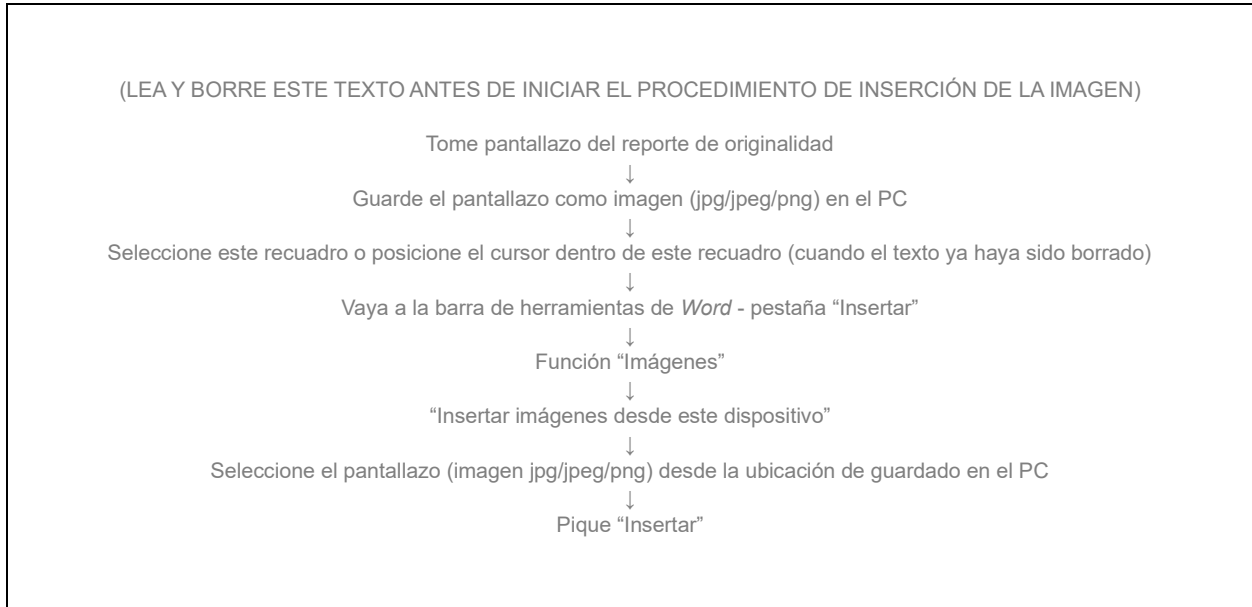 (LEA Y BORRE ESTE TEXTO ANTES DE INICIAR EL PROCEDIMIENTO DE INSERCIÓN DE LA IMAGEN)
Tome pantallazo del reporte de originalidad
↓
Guarde el pantallazo como imagen (jpg/jpeg/png) en el PC
↓
Seleccione este recuadro o posicione el cursor dentro de este recuadro (cuando el texto ya haya sido borrado)
↓
Vaya a la barra de herramientas de Word - pestaña “Insertar”
↓
Función “Imágenes”
↓
“Insertar imágenes desde este dispositivo”
↓
Seleccione el pantallazo (imagen jpg/jpeg/png) desde la ubicación de guardado en el PC
↓
Pique “Insertar”